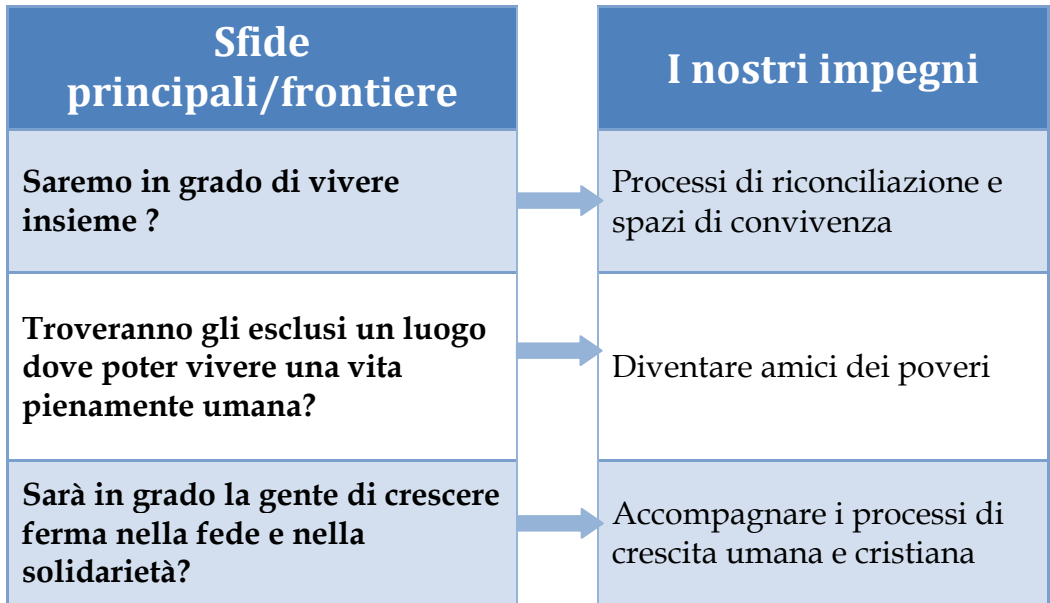 Sfide
principali/frontiere
I nostri impegni
Saremo in grado di vivere
insieme ?
Processi di riconciliazione e
spazi di convivenza
Troveranno gli esclusi un luogo
dove poter vivere una vita
pienamente umana?
Diventare amici dei poveri
Sarà in grado la gente di crescere
ferma nella fede e nella
solidarietà?
Accompagnare i processi di
crescita umana e cristiana